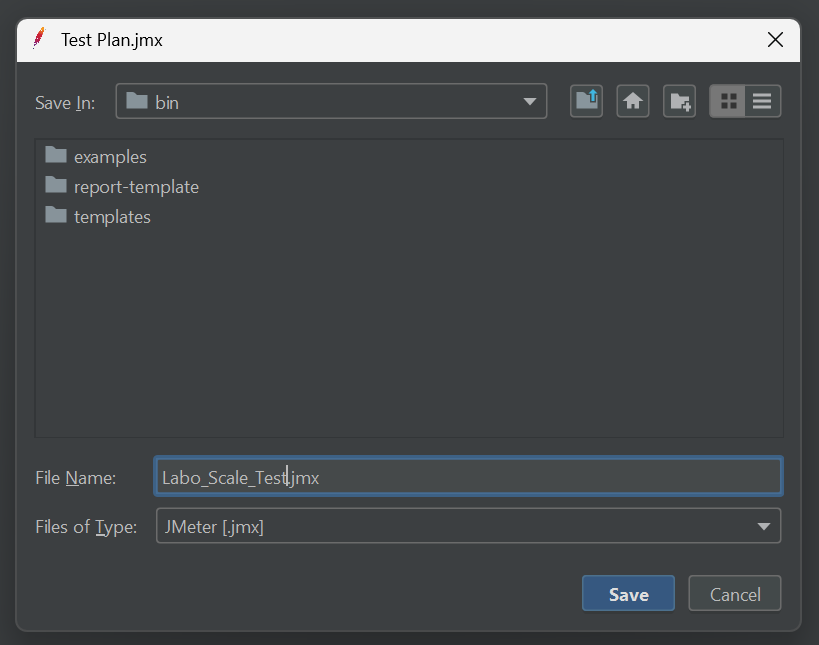 Test Plan.jmx
Save In: bin
examples
report-template
templates
File Name: Labo_Scale_Test.jmx
Files of Type: JMeter [.jmx]
Save Cancel